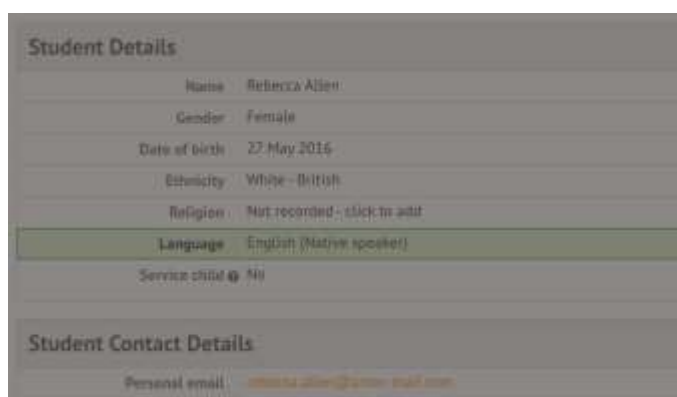 Student Details
Name Rebecca Allen
Gender Female
Date of birth 27 May 2016
Ethnicity White - British
Religion Not recorded - click to add
Language English (Native speaker)
Service child No
Student Contact Details
Personal email